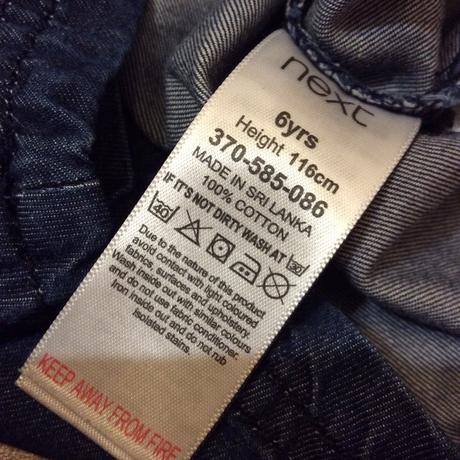 next
6yrs
Height 116cm
370-585-086
MADE IN SRI LANKA
100% COTTON
IF IT'S NOT DIRTY WASH AT 30
40
Due to the nature of this product
avoid contact with light coloured
fabrics, surfaces and upholstery.
Wash inside out with similar colours
and do not use fabric conditioner.
Iron inside out and do not rub
isolated stains.
KEEP AWAY FROM FIRE